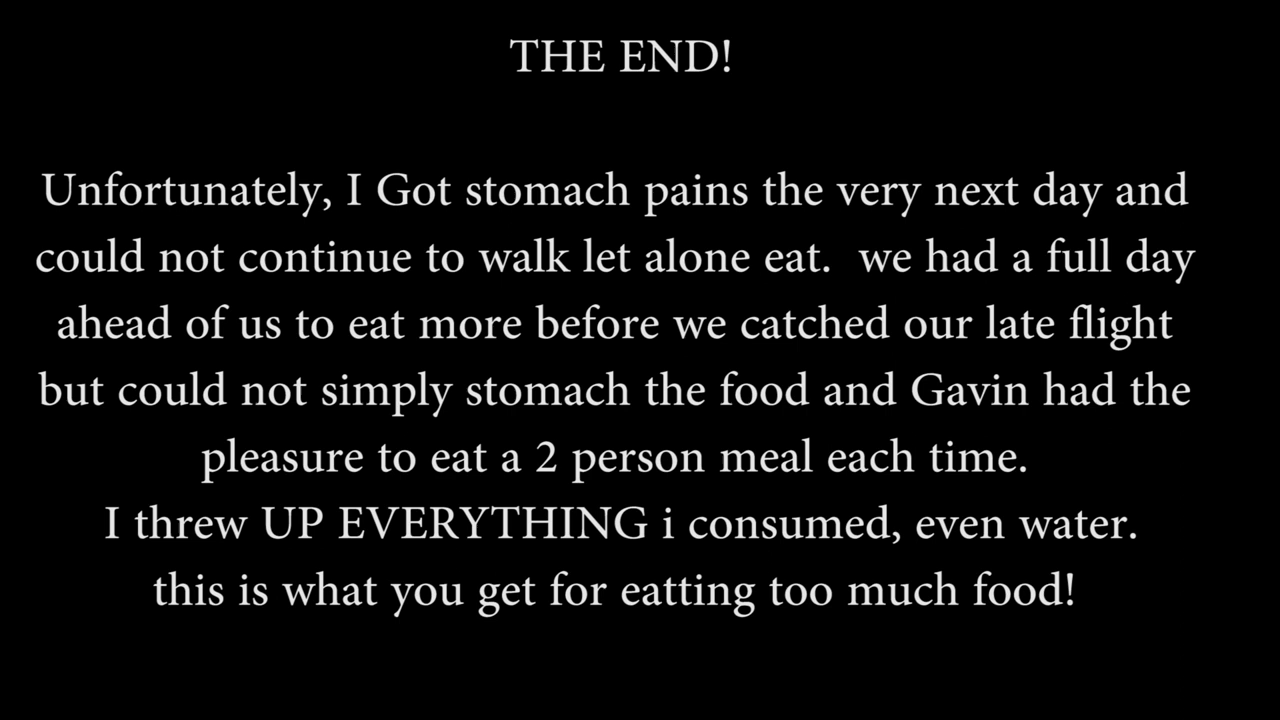 THE END!
Unfortunately, I Got stomach pains the very next day and
could not continue to walk let alone eat.  we had a full day
ahead of us to eat more before we catched our late flight
but could not simply stomach the food and Gavin had the
pleasure to eat a 2 person meal each time.
I threw UP EVERYTHING i consumed, even water.
this is what you get for eatting too much food!